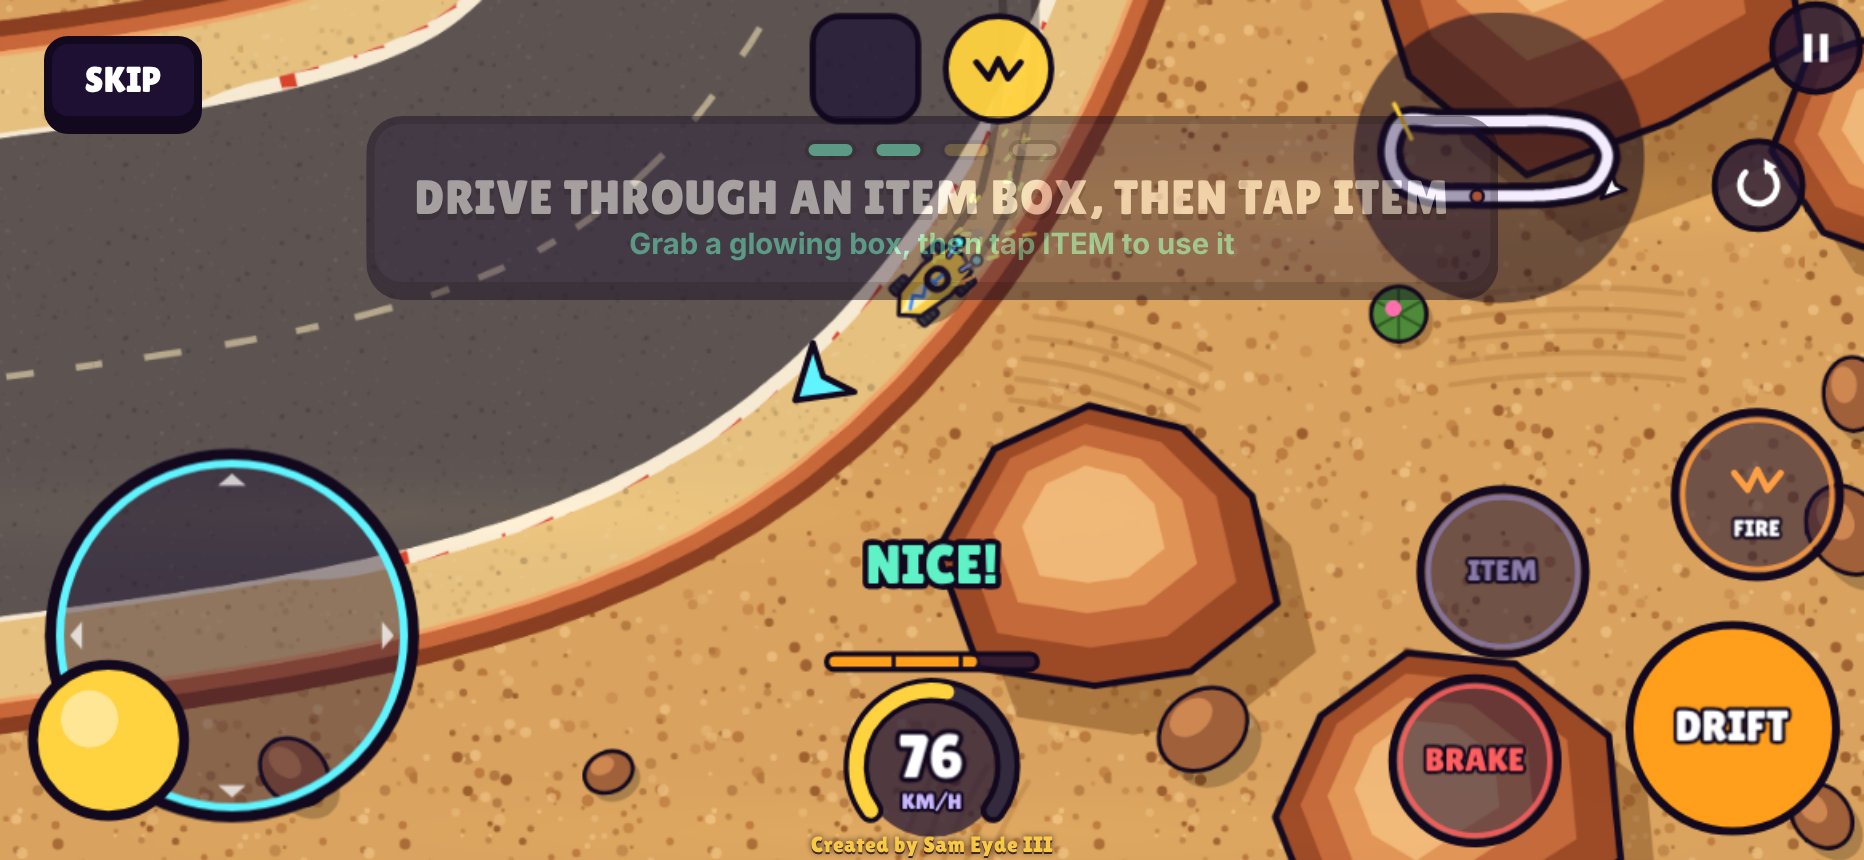 SKIP
DRIVE THROUGH AN ITEM BOX, THEN TAP ITEM
Grab a glowing box, then tap ITEM to use it
FIRE
NICE!
ITEM
DRIFT
76
BRAKE
KM/H
Created by Sam Eyde III